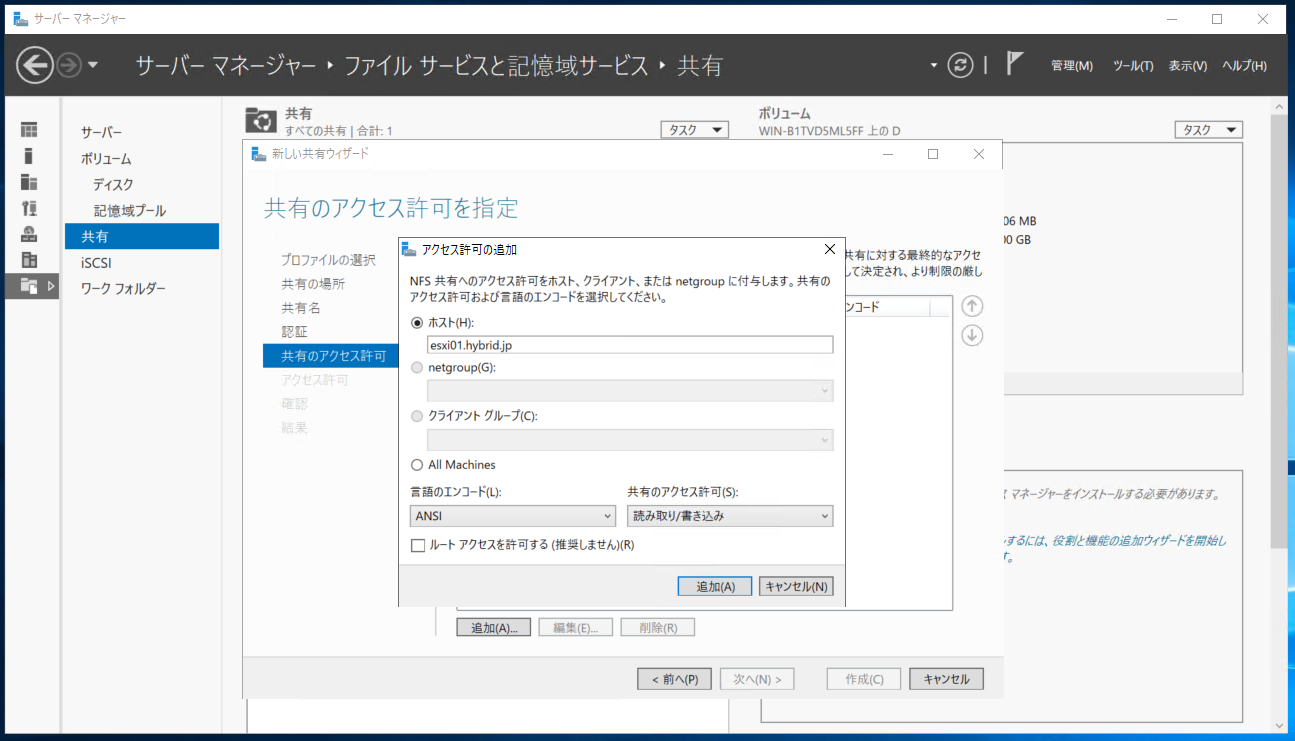 サーバー マネージャー
サーバー マネージャー ‣ ファイル サービスと記憶域サービス ‣ 共有
管理(M) ツール(T) 表示(V) ヘルプ(H)
サーバー
ボリューム
ディスク
記憶域プール
共有
iSCSI
ワーク フォルダー
共有
すべての共有 | 合計: 1
タスク
ボリューム
WIN-B1TVD5ML5FF 上の D
タスク
06 MB
00 GB
マネージャーをインストールする必要があります。
するには、役割と機能の追加ウィザードを開始し
す。
新しい共有ウィザード
共有のアクセス許可を指定
プロファイルの選択
共有の場所
共有名
認証
共有のアクセス許可
アクセス許可
確認
結果
共有に対する最終的なアクセ
して決定され、より制限の厳し
ンコード
アクセス許可の追加
NFS 共有へのアクセス許可をホスト、クライアント、または netgroup に付与します。共有の
アクセス許可および言語のエンコードを選択してください。
ホスト(H):
esxi01.hybrid.jp
netgroup(G):
クライアント グループ(C):
All Machines
言語のエンコード(L): 共有のアクセス許可(S):
ANSI 読み取り/書き込み
ルート アクセスを許可する (推奨しません)(R)
追加(A) キャンセル(N)
追加(A)... 編集(E)... 削除(R)
< 前へ(P) 次へ(N) > 作成(C) キャンセル